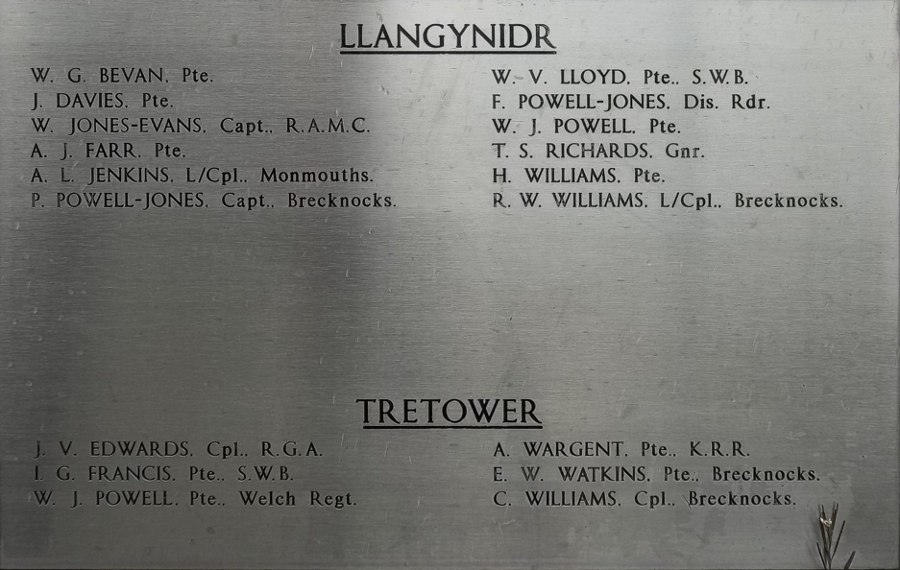 LLANGYNIDR
W. G. BEVAN, Pte.
J. DAVIES, Pte.
W. JONES-EVANS, Capt., R.A.M.C.
A. J. FARR, Pte.
A. L. JENKINS, L/Cpl., Monmouths.
P. POWELL-JONES, Capt., Brecknocks.
W. V. LLOYD, Pte., S.W.B.
F. POWELL-JONES, Dis. Rdr.
W. J. POWELL, Pte.
T. S. RICHARDS, Gnr.
H. WILLIAMS, Pte.
R. W. WILLIAMS, L/Cpl., Brecknocks.
TRETOWER
J. V. EDWARDS, Cpl., R.G.A.
I. G. FRANCIS, Pte., S.W.B.
W. J. POWELL, Pte., Welch Regt.
A. WARGENT, Pte., K.R.R.
E. W. WATKINS, Pte., Brecknocks.
C. WILLIAMS, Cpl., Brecknocks.